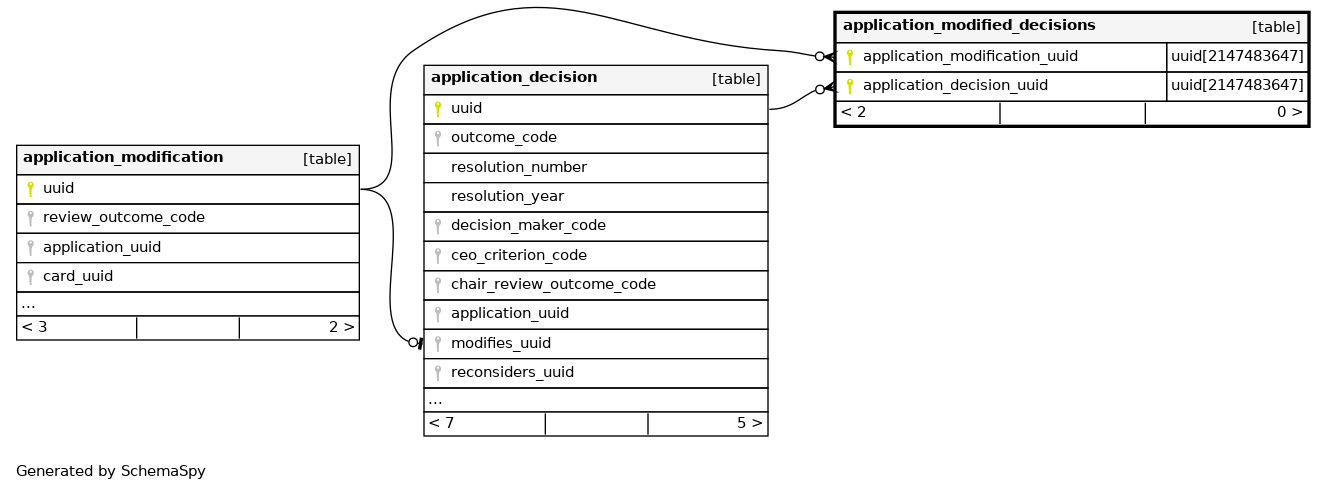 application_modified_decisions [table]
application_modification_uuid uuid[2147483647]
application_decision_uuid uuid[2147483647]
< 2 0 >
application_decision [table]
uuid
outcome_code
resolution_number
resolution_year
decision_maker_code
ceo_criterion_code
chair_review_outcome_code
application_uuid
modifies_uuid
reconsiders_uuid
...
< 7 5 >
application_modification [table]
uuid
review_outcome_code
application_uuid
card_uuid
...
< 3 2 >
Generated by SchemaSpy